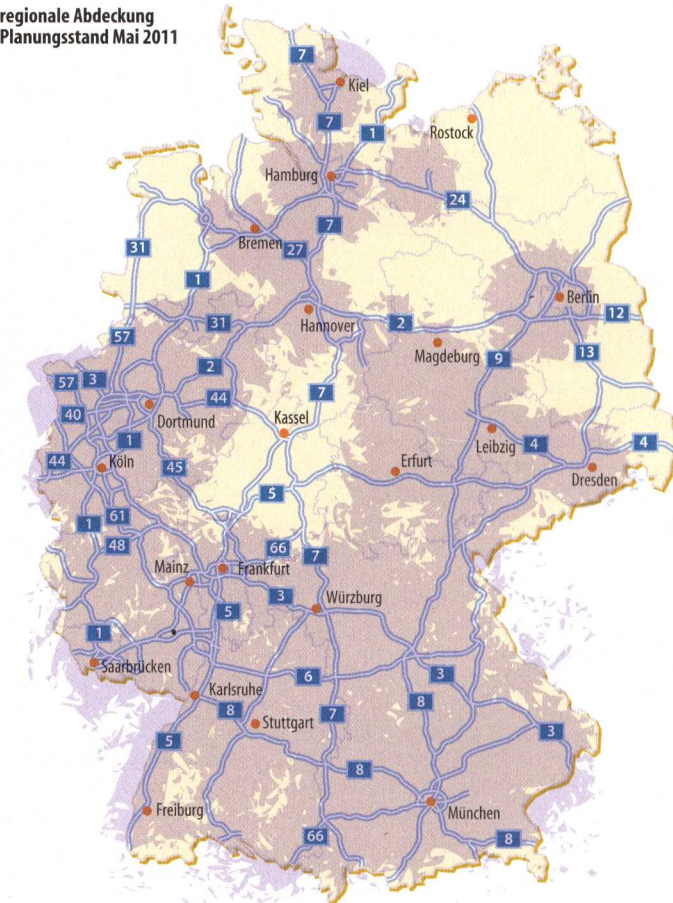 regionale Abdeckung
Planungsstand Mai 2011
7
Kiel
7
1
Rostock
Hamburg
24
7
Bremen
27
31
1
Berlin
12
31
Hannover
2
57
13
Magdeburg
9
2
57
3
7
44
40
Dortmund
Kassel
1
Leipzig
4
4
44
Köln
45
Erfurt
Dresden
5
61
1
48
66
7
Mainz
Frankfurt
3
Würzburg
5
1
Saarbrücken
6
3
Karlsruhe
8
8
7
Stuttgart
5
3
8
Freiburg
München
66
8